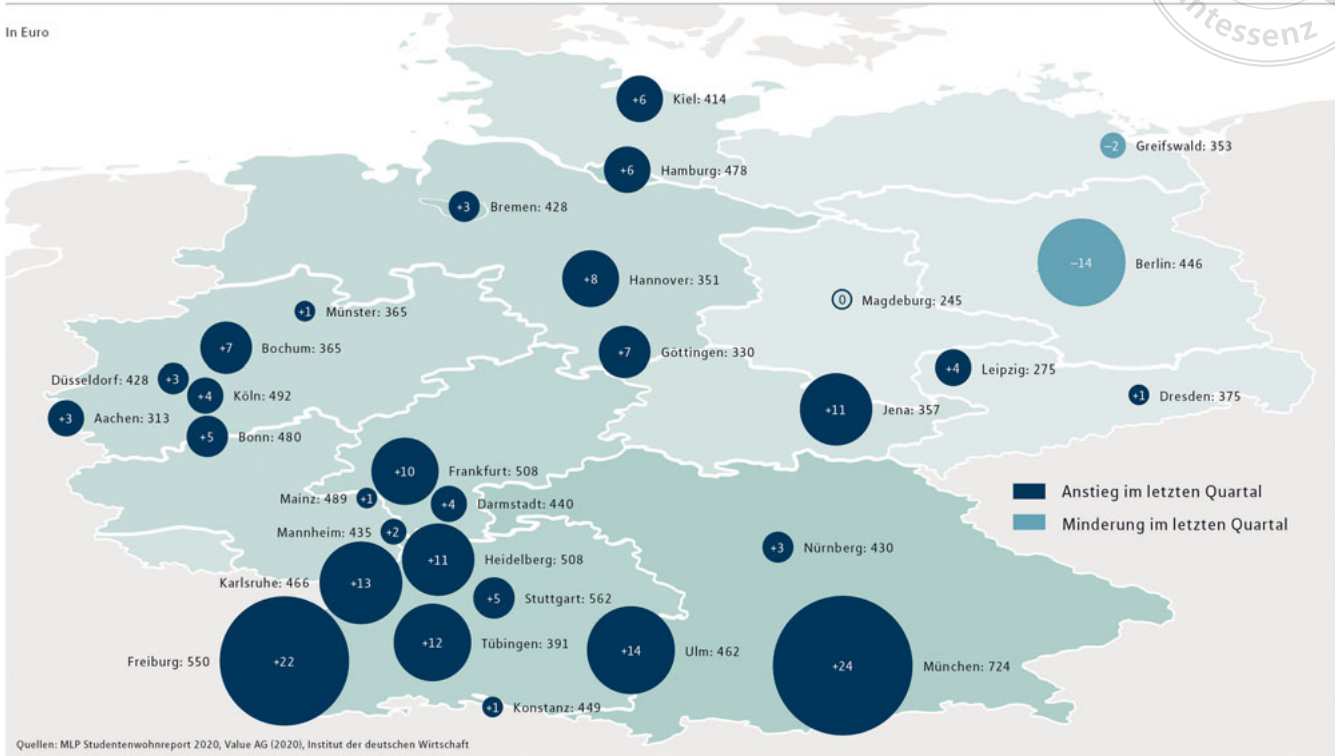 In Euro
+6 Kiel: 414
−2 Greifswald: 353
+6 Hamburg: 478
+3 Bremen: 428
−14 Berlin: 446
+8 Hannover: 351
0 Magdeburg: 245
+1 Münster: 365
+7 Bochum: 365
+7 Göttingen: 330
+4 Leipzig: 275
Düsseldorf: 428 +3
+4 Köln: 492
+1 Dresden: 375
+3 Aachen: 313
+11 Jena: 357
+5 Bonn: 480
+10 Frankfurt: 508
Mainz: 489 +1
+4 Darmstadt: 440
Anstieg im letzten Quartal
Minderung im letzten Quartal
Mannheim: 435 +2
+3 Nürnberg: 430
+11 Heidelberg: 508
Karlsruhe: 466 +13
+5 Stuttgart: 562
+12 Tübingen: 391
+14 Ulm: 462
Freiburg: 550 +22
+24 München: 724
+1 Konstanz: 449
Quellen: MLP Studentenwohnreport 2020, Value AG (2020), Institut der deutschen Wirtschaft